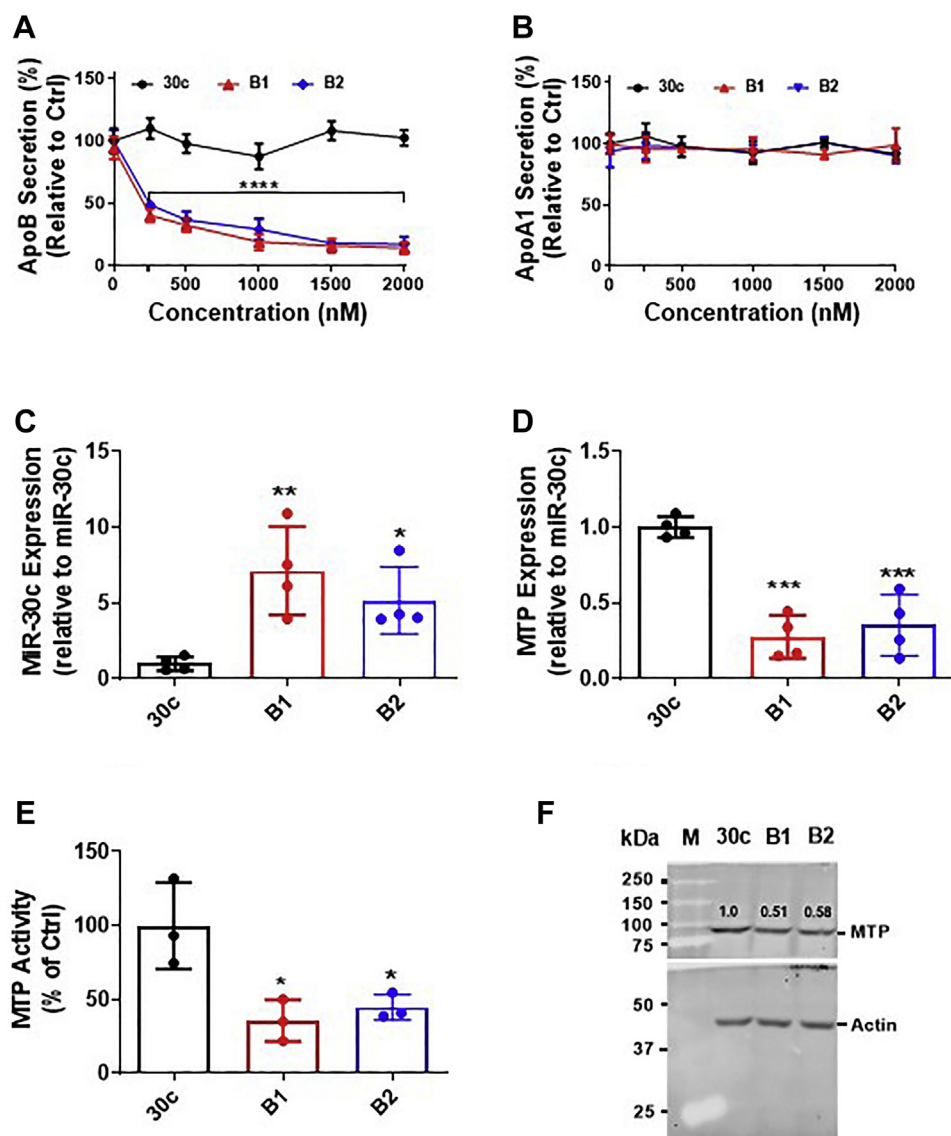 A
ApoB Secretion (%)
(Relative to Ctrl)
150
100
50
0
30c B1 B2
****
0 500 1000 1500 2000
Concentration (nM)
B
ApoA1 Secretion (%)
(Relative to Ctrl)
150
100
50
0
30c B1 B2
0 500 1000 1500 2000
Concentration (nM)
C
MiR-30c Expression
(relative to miR-30c)
15
10
5
0
**
*
30c B1 B2
D
MTP Expression
(relative to miR-30c)
1.5
1.0
0.5
0.0
***
***
30c B1 B2
E
MTP Activity
(% of Ctrl)
150
100
50
0
*
*
30c B1 B2
F
kDa M 30c B1 B2
250
150
100
75
1.0 0.51 0.58
MTP
50
37
25
Actin